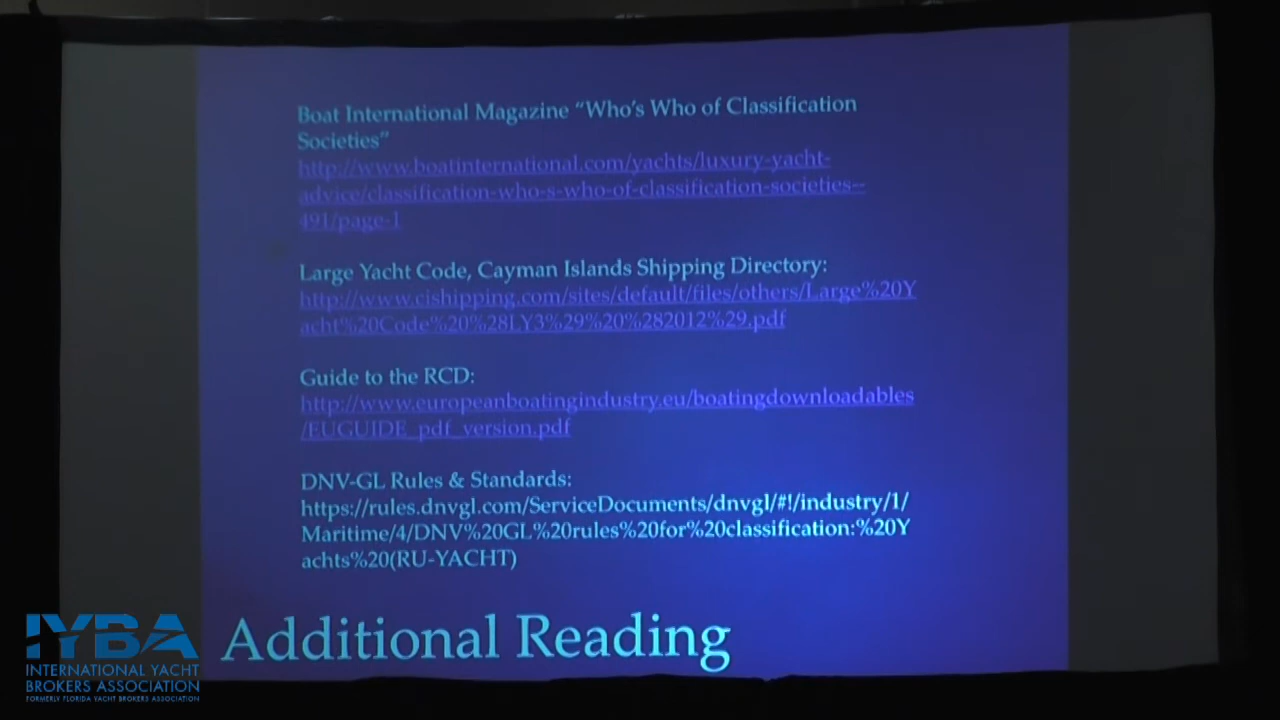 Boat International Magazine “Who’s Who of Classification
Societies”
http://www.boatinternational.com/yachts/luxury-yacht-
advice/classification-who-s-who-of-classification-societies--
491/page-1
Large Yacht Code, Cayman Islands Shipping Directory:
http://www.cishipping.com/sites/default/files/others/Large%20Y
acht%20Code%20%28LY3%29%20%282012%29.pdf
Guide to the RCD:
http://www.europeanboatingindustry.eu/boatingdownloadables
/EUGUIDE_pdf_version.pdf
DNV-GL Rules & Standards:
https://rules.dnvgl.com/ServiceDocuments/dnvgl/#!/industry/1/
Maritime/4/DNV%20GL%20rules%20for%20classification:%20Y
achts%20(RU-YACHT)
Additional Reading
IYBA
INTERNATIONAL YACHT
BROKERS ASSOCIATION
FORMERLY FLORIDA YACHT BROKERS ASSOCIATION